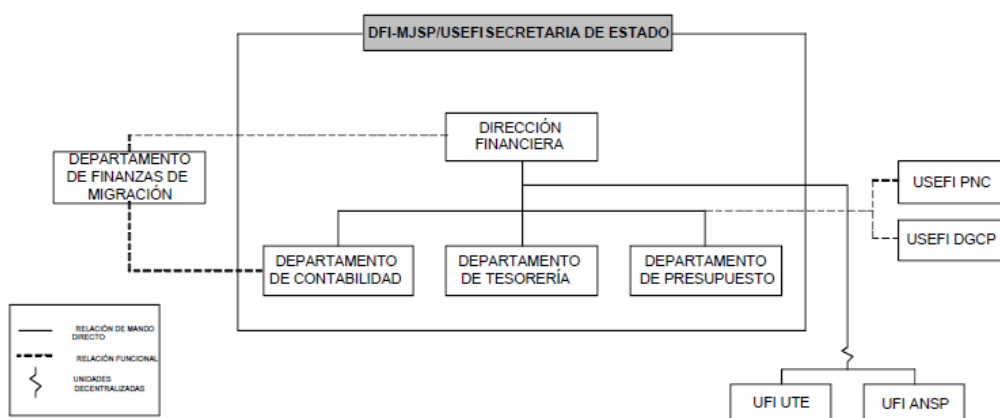 DFI-MJSP/USEFI SECRETARIA DE ESTADO
DIRECCIÓN
FINANCIERA
DEPARTAMENTO
DE FINANZAS DE
MIGRACIÓN
USEFI PNC
USEFI DGCP
DEPARTAMENTO
DE CONTABILIDAD
DEPARTAMENTO
DE TESORERÍA
DEPARTAMENTO
DE PRESUPUESTO
RELACIÓN DE MANDO
DIRECTO
RELACIÓN FUNCIONAL
UNIDADES
DECENTRALIZADAS
UFI UTE
UFI ANSP